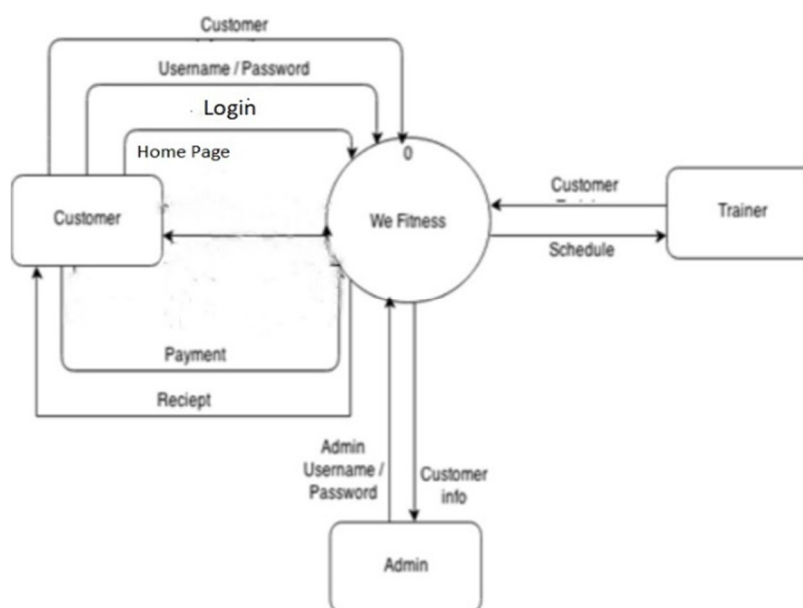 Customer
Username / Password
Login
Home Page
0
Customer
We Fitness
Customer
Schedule
Trainer
Payment
Reciept
Admin
Username /
Password
Customer
info
Admin